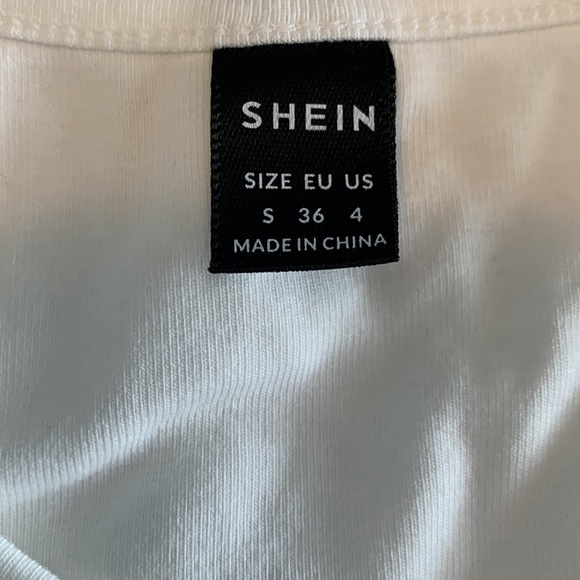 SHEIN
SIZE EU US
S 36 4
MADE IN CHINA